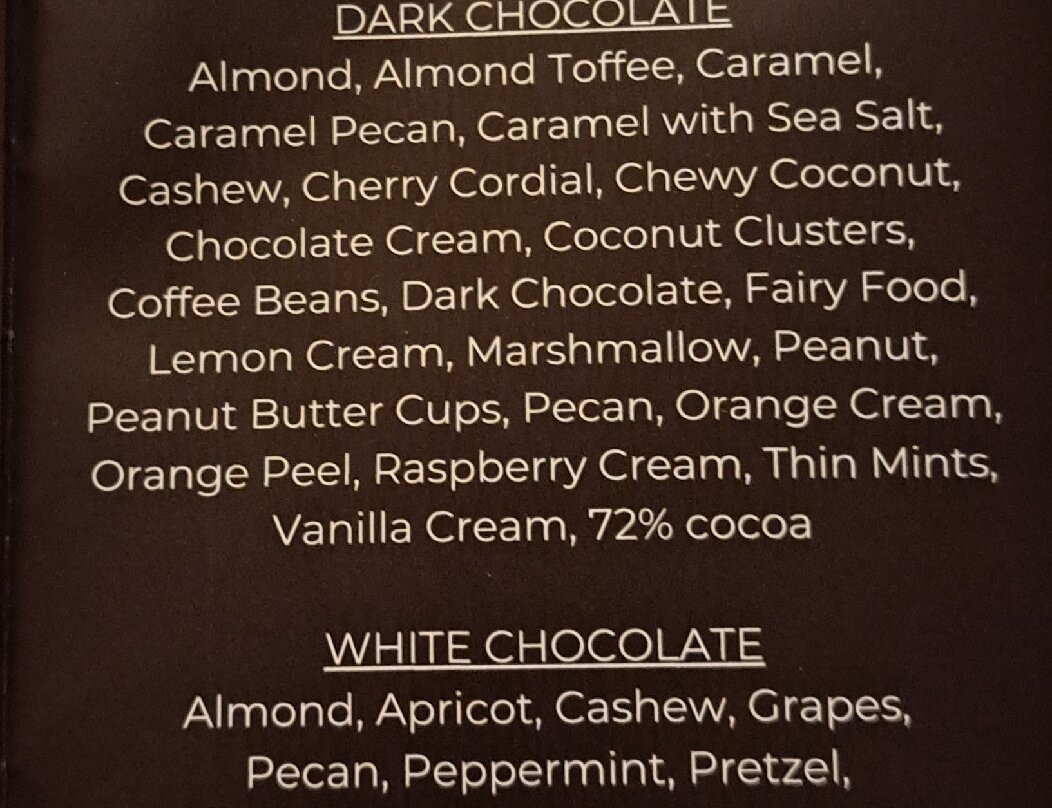 DARK CHOCOLATE
Almond, Almond Toffee, Caramel,
Caramel Pecan, Caramel with Sea Salt,
Cashew, Cherry Cordial, Chewy Coconut,
Chocolate Cream, Coconut Clusters,
Coffee Beans, Dark Chocolate, Fairy Food,
Lemon Cream, Marshmallow, Peanut,
Peanut Butter Cups, Pecan, Orange Cream,
Orange Peel, Raspberry Cream, Thin Mints,
Vanilla Cream, 72% cocoa
WHITE CHOCOLATE
Almond, Apricot, Cashew, Grapes,
Pecan, Peppermint, Pretzel,